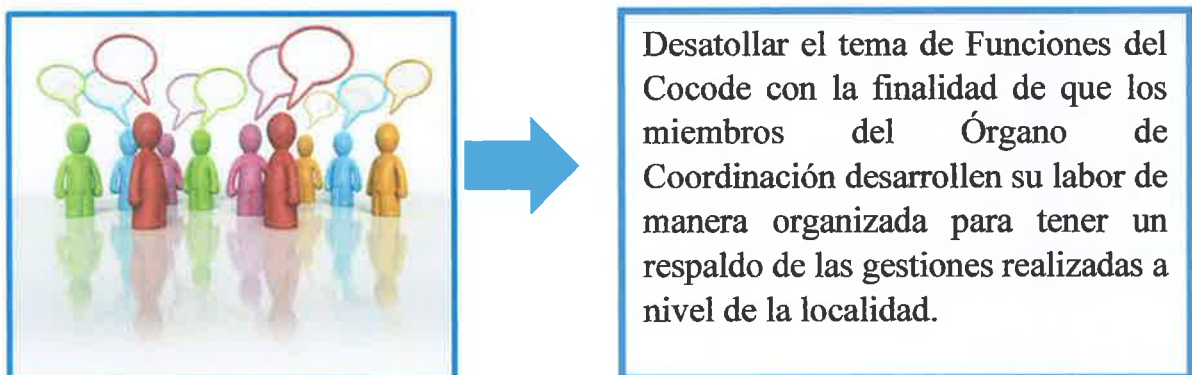 Desatollar el tema de Funciones del
Cocode con la finalidad de que los
miembros del Órgano de
Coordinación desarrollen su labor de
manera organizada para tener un
respaldo de las gestiones realizadas a
nivel de la localidad.